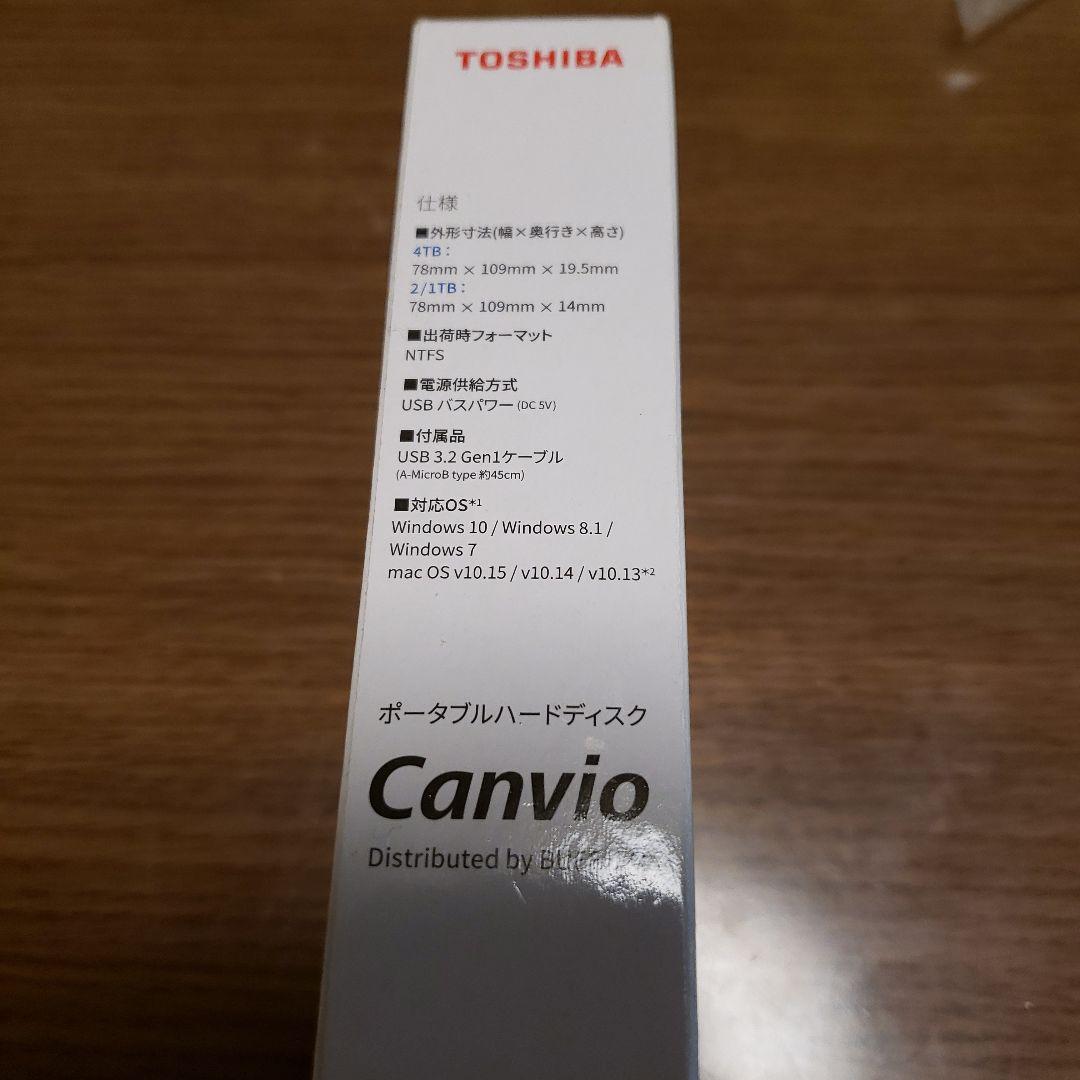 TOSHIBA
仕様
■外形寸法(幅×奥行き×高さ)
4TB：
78mm × 109mm × 19.5mm
2/1TB：
78mm × 109mm × 14mm
■出荷時フォーマット
NTFS
■電源供給方式
USB バスパワー (DC 5V)
■付属品
USB 3.2 Gen1ケーブル
(A-MicroB type 約45cm)
■対応OS*1
Windows 10 / Windows 8.1 /
Windows 7
mac OS v10.15 / v10.14 / v10.13*2
ポータブルハードディスク
Canvio
Distributed by